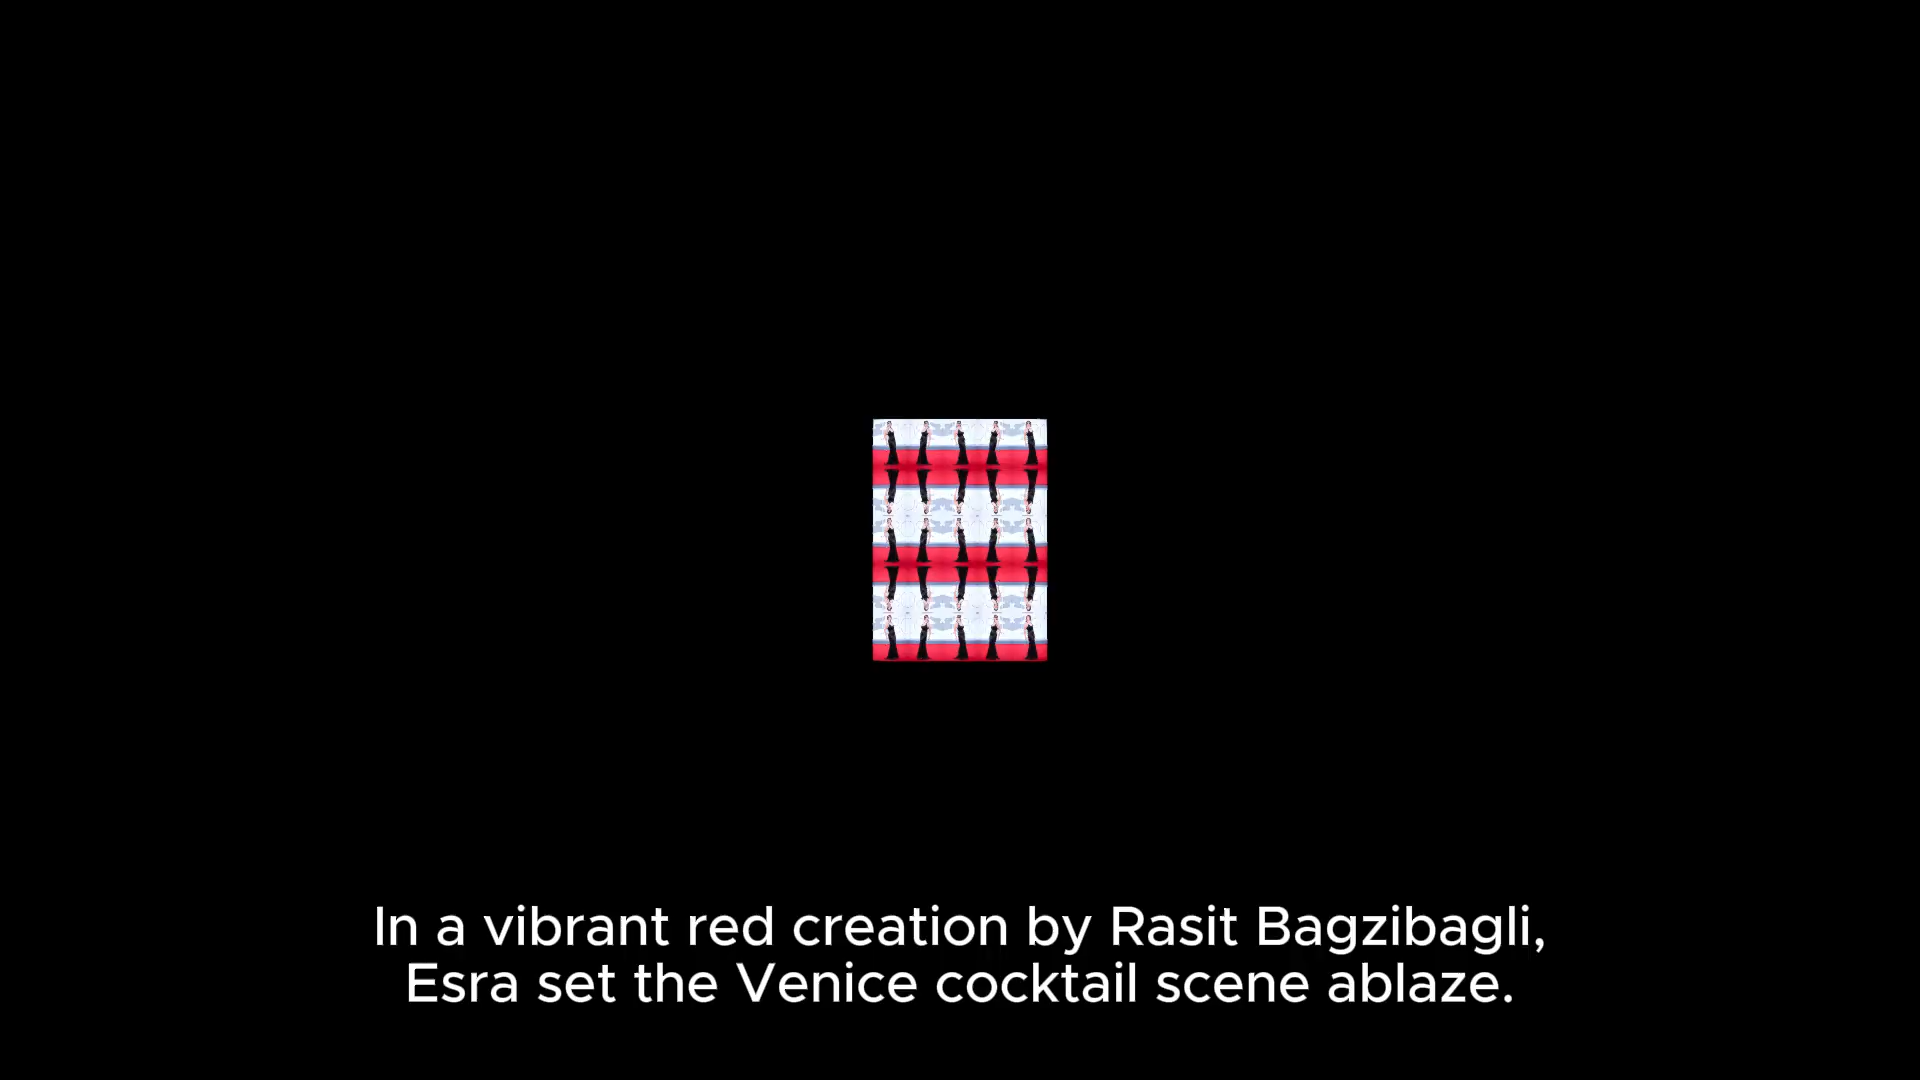 In a vibrant red creation by Rasit Bagzibagli,
Esra set the Venice cocktail scene ablaze.